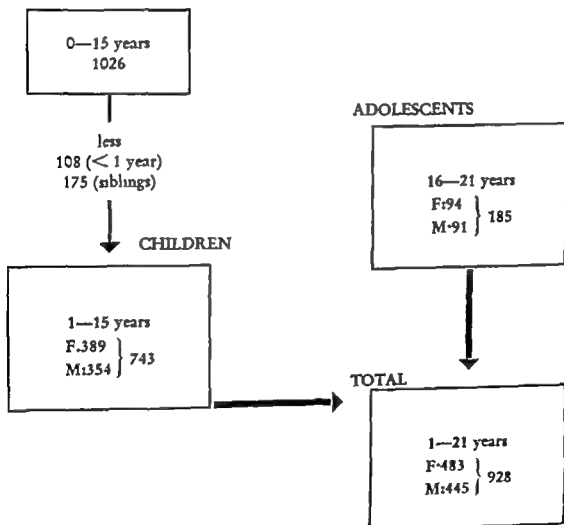 0—15 years
1026
less
108 (< 1 year)
175 (siblings)
CHILDREN
1—15 years
F.389
M:354 } 743
ADOLESCENTS
16—21 years
F:94
M·91 } 185
TOTAL
1—21 years
F·483
M:445 } 928